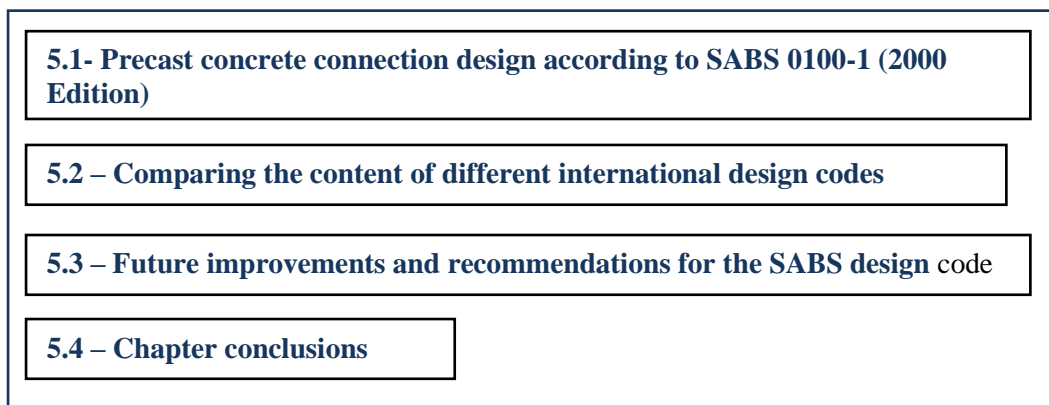 5.1- Precast concrete connection design according to SABS 0100-1 (2000
Edition)
5.2 – Comparing the content of different international design codes
5.3 – Future improvements and recommendations for the SABS design code
5.4 – Chapter conclusions